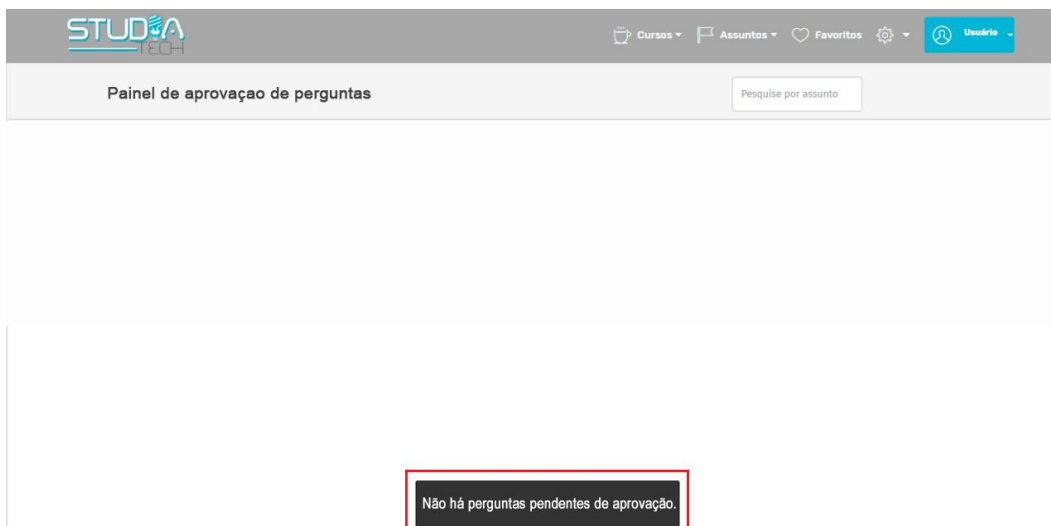 STUDIA
TECH
Cursos
Assuntos
Favoritos
Usuário
Painel de aprovaçao de perguntas
Pesquise por assunto
Não há perguntas pendentes de aprovação.